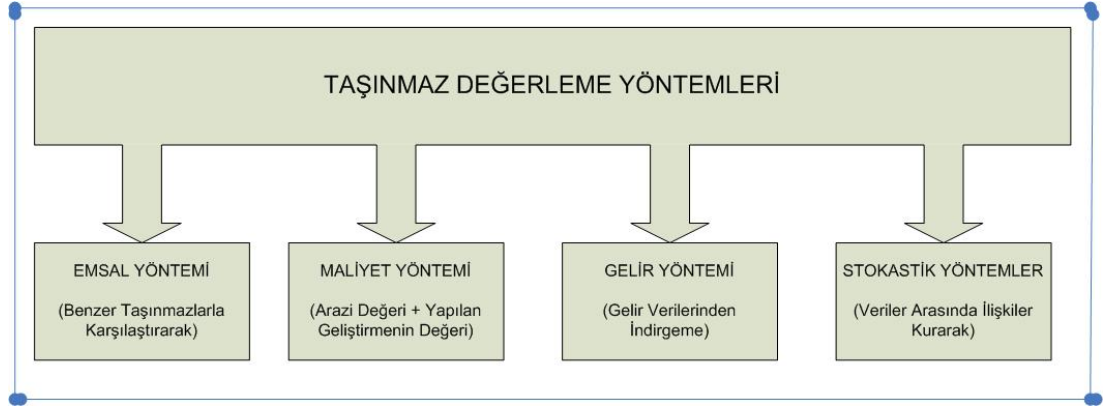 TAŞINMAZ DEĞERLEME YÖNTEMLERİ
EMSAL YÖNTEMİ
(Benzer Taşınmazlarla
Karşılaştırarak)
MALİYET YÖNTEMİ
(Arazi Değeri + Yapılan
Geliştirmenin Değeri)
GELİR YÖNTEMİ
(Gelir Verilerinden
İndirgeme)
STOKASTİK YÖNTEMLER
(Veriler Arasında İlişkiler
Kurarak)